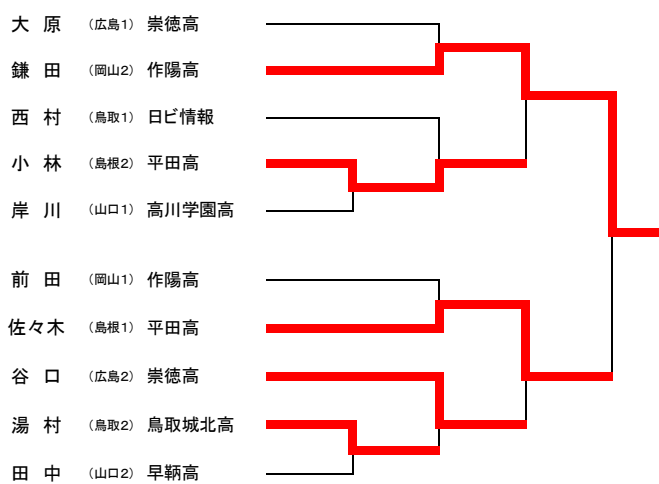 大 原 （広島1） 崇徳高
鎌 田 （岡山2） 作陽高
西 村 （鳥取1） 日ビ情報
小 林 （島根2） 平田高
岸 川 （山口1） 高川学園高
前 田 （岡山1） 作陽高
佐々木 （島根1） 平田高
谷 口 （広島2） 崇徳高
湯 村 （鳥取2） 鳥取城北高
田 中 （山口2） 早鞆高